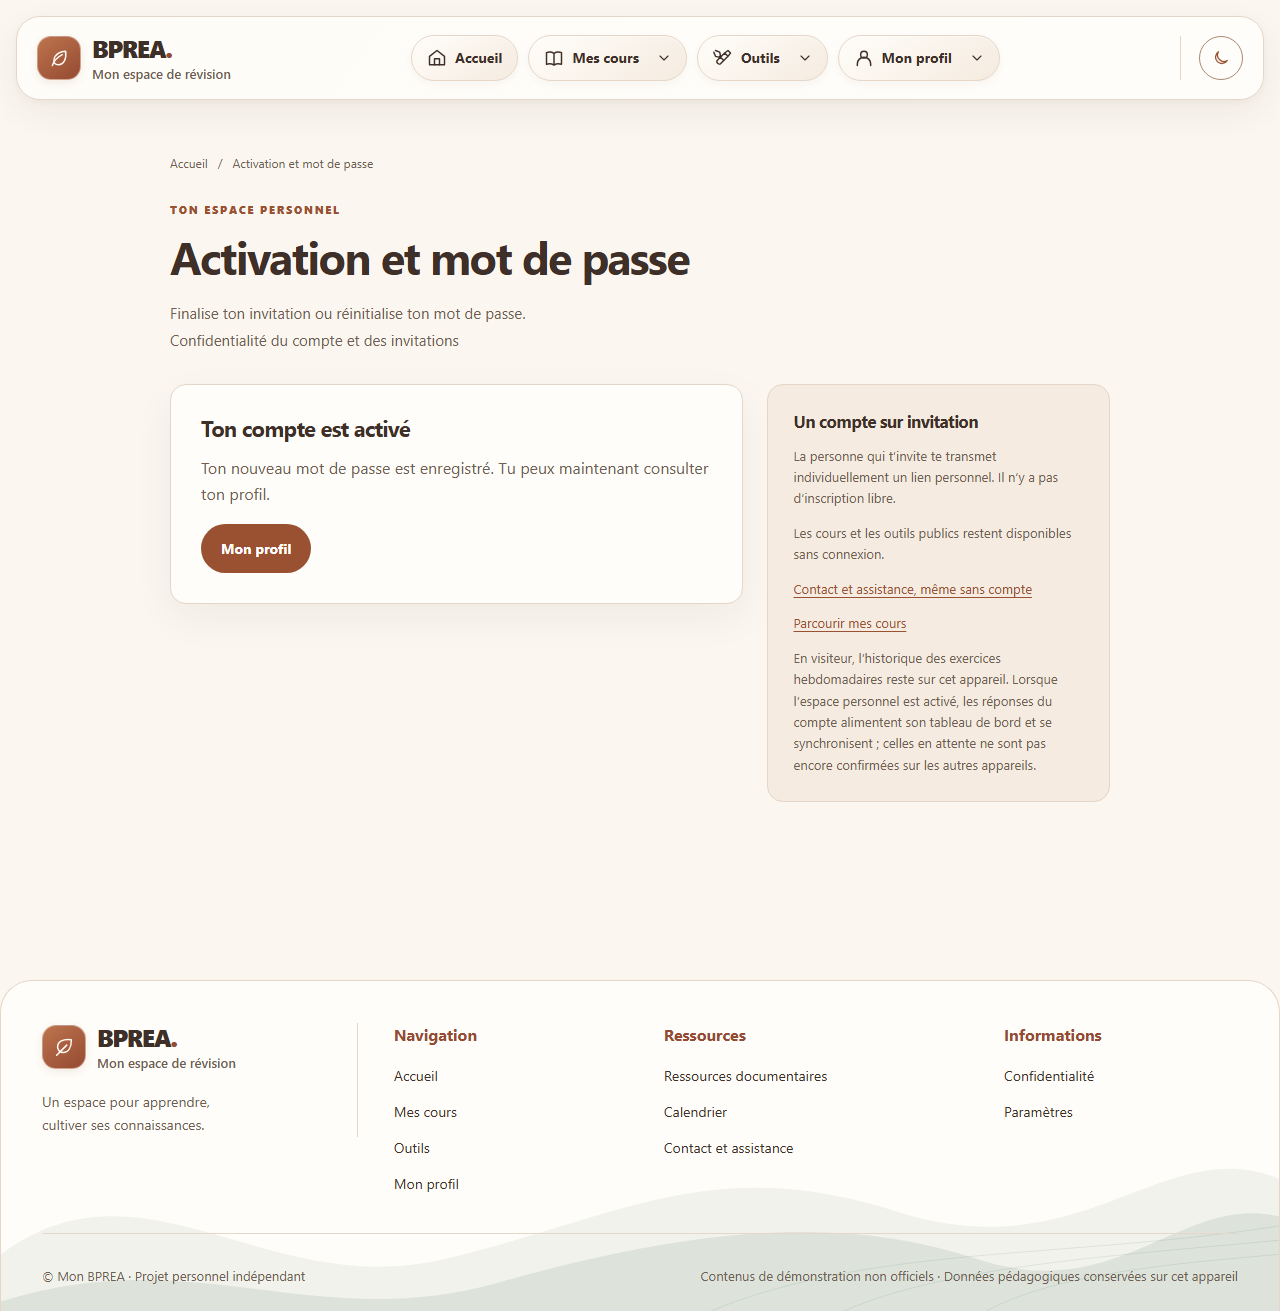 BPREA.
Mon espace de révision
Accueil
Mes cours
Outils
Mon profil
Accueil / Activation et mot de passe
TON ESPACE PERSONNEL
Activation et mot de passe
Finalise ton invitation ou réinitialise ton mot de passe.
Confidentialité du compte et des invitations
Ton compte est activé
Ton nouveau mot de passe est enregistré. Tu peux maintenant consulter
ton profil.
Mon profil
Un compte sur invitation
La personne qui t’invite te transmet
individuellement un lien personnel. Il n’y a pas
d’inscription libre.
Les cours et les outils publics restent disponibles
sans connexion.
Contact et assistance, même sans compte
Parcourir mes cours
En visiteur, l’historique des exercices
hebdomadaires reste sur cet appareil. Lorsque
l’espace personnel est activé, les réponses du
compte alimentent son tableau de bord et se
synchronisent ; celles en attente ne sont pas
encore confirmées sur les autres appareils.
BPREA.
Mon espace de révision
Un espace pour apprendre,
cultiver ses connaissances.
Navigation
Accueil
Mes cours
Outils
Mon profil
Ressources
Ressources documentaires
Calendrier
Contact et assistance
Informations
Confidentialité
Paramètres
© Mon BPREA · Projet personnel indépendant
Contenus de démonstration non officiels · Données pédagogiques conservées sur cet appareil